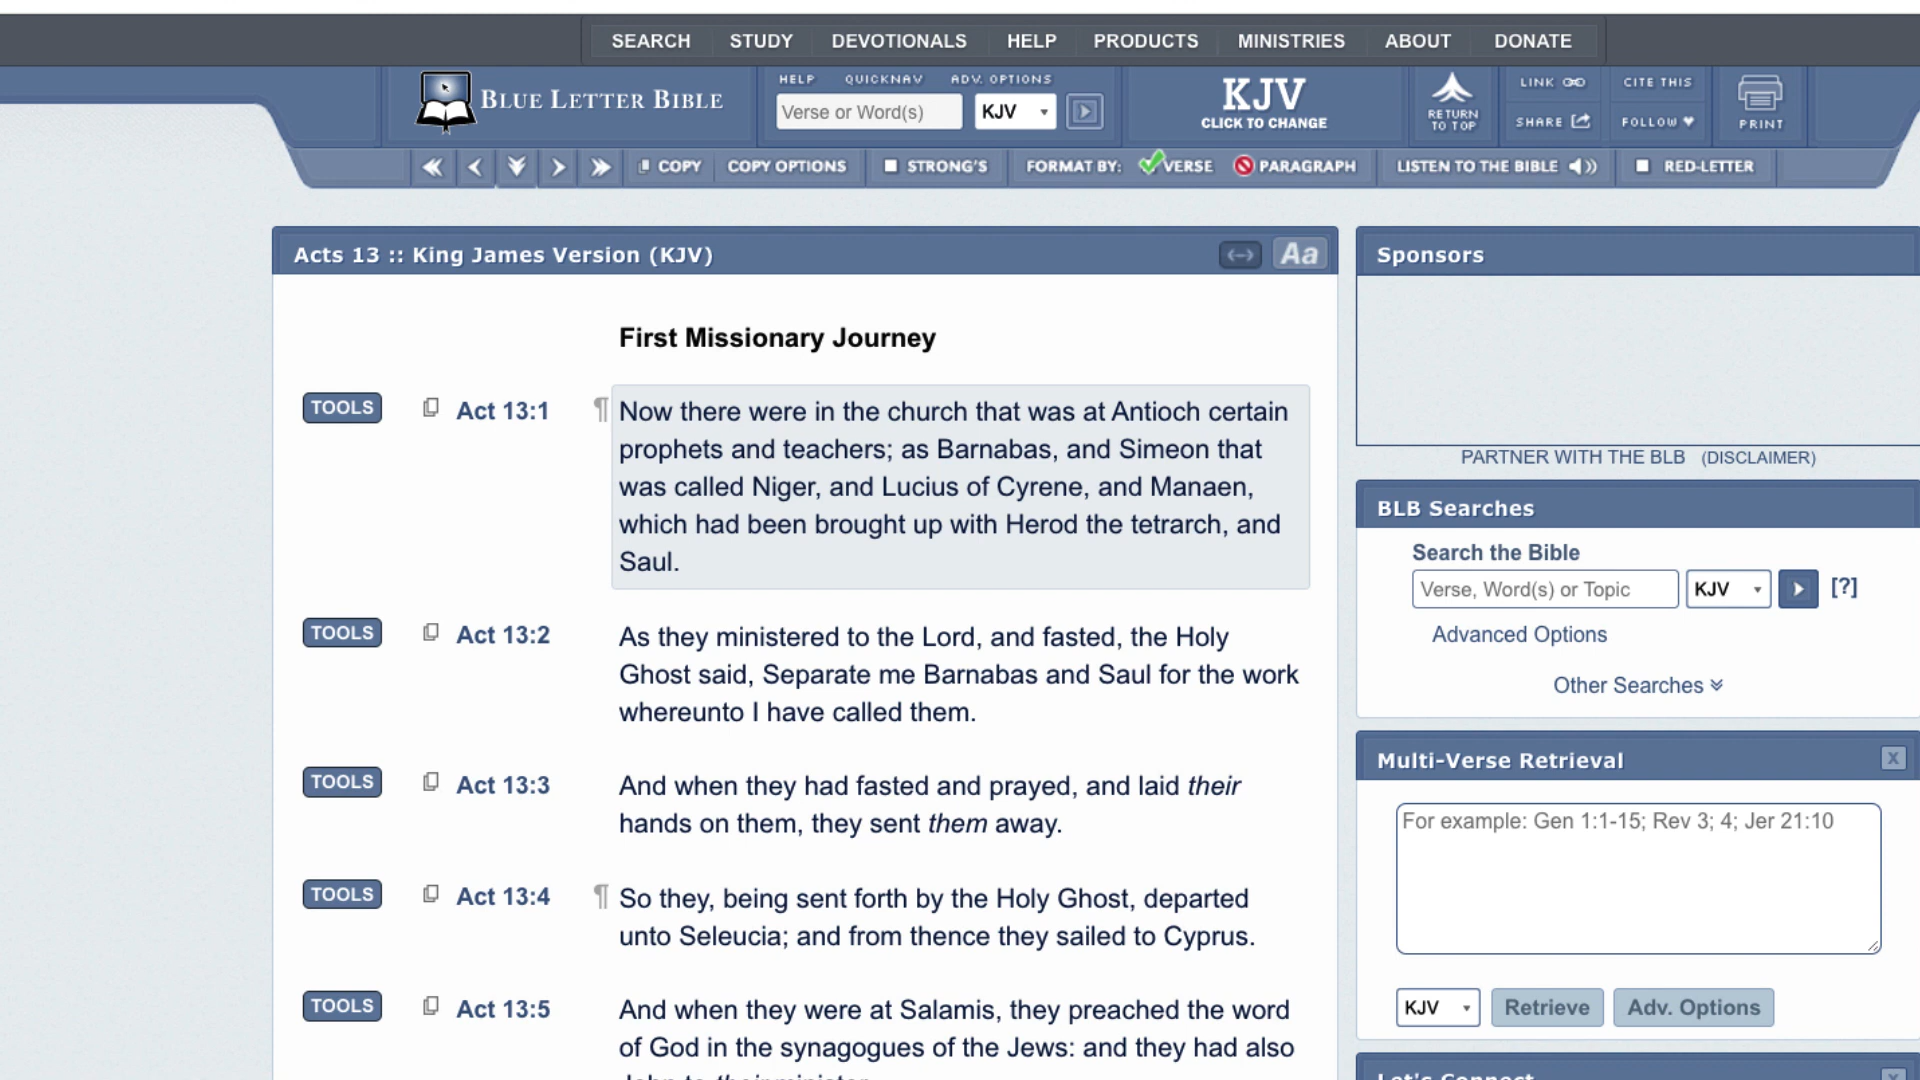 SEARCH STUDY DEVOTIONALS HELP PRODUCTS MINISTRIES ABOUT DONATE
BLUE LETTER BIBLE
HELP QUICKNAV ADV. OPTIONS
Verse or Word(s) KJV
KJV
CLICK TO CHANGE
RETURN
TO TOP
LINK
SHARE
CITE THIS
FOLLOW
PRINT
COPY COPY OPTIONS STRONG'S FORMAT BY: VERSE PARAGRAPH LISTEN TO THE BIBLE RED-LETTER
Acts 13 :: King James Version (KJV) Aa
First Missionary Journey
TOOLS Act 13:1 ¶ Now there were in the church that was at Antioch certain
prophets and teachers; as Barnabas, and Simeon that
was called Niger, and Lucius of Cyrene, and Manaen,
which had been brought up with Herod the tetrarch, and
Saul.
TOOLS Act 13:2 As they ministered to the Lord, and fasted, the Holy
Ghost said, Separate me Barnabas and Saul for the work
whereunto I have called them.
TOOLS Act 13:3 And when they had fasted and prayed, and laid their
hands on them, they sent them away.
TOOLS Act 13:4 ¶ So they, being sent forth by the Holy Ghost, departed
unto Seleucia; and from thence they sailed to Cyprus.
TOOLS Act 13:5 And when they were at Salamis, they preached the word
of God in the synagogues of the Jews: and they had also
John to their minister.
Sponsors
PARTNER WITH THE BLB (DISCLAIMER)
BLB Searches
Search the Bible
Verse, Word(s) or Topic KJV [?]
Advanced Options
Other Searches
Multi-Verse Retrieval X
For example: Gen 1:1-15; Rev 3; 4; Jer 21:10
KJV Retrieve Adv. Options
Let's Connect X